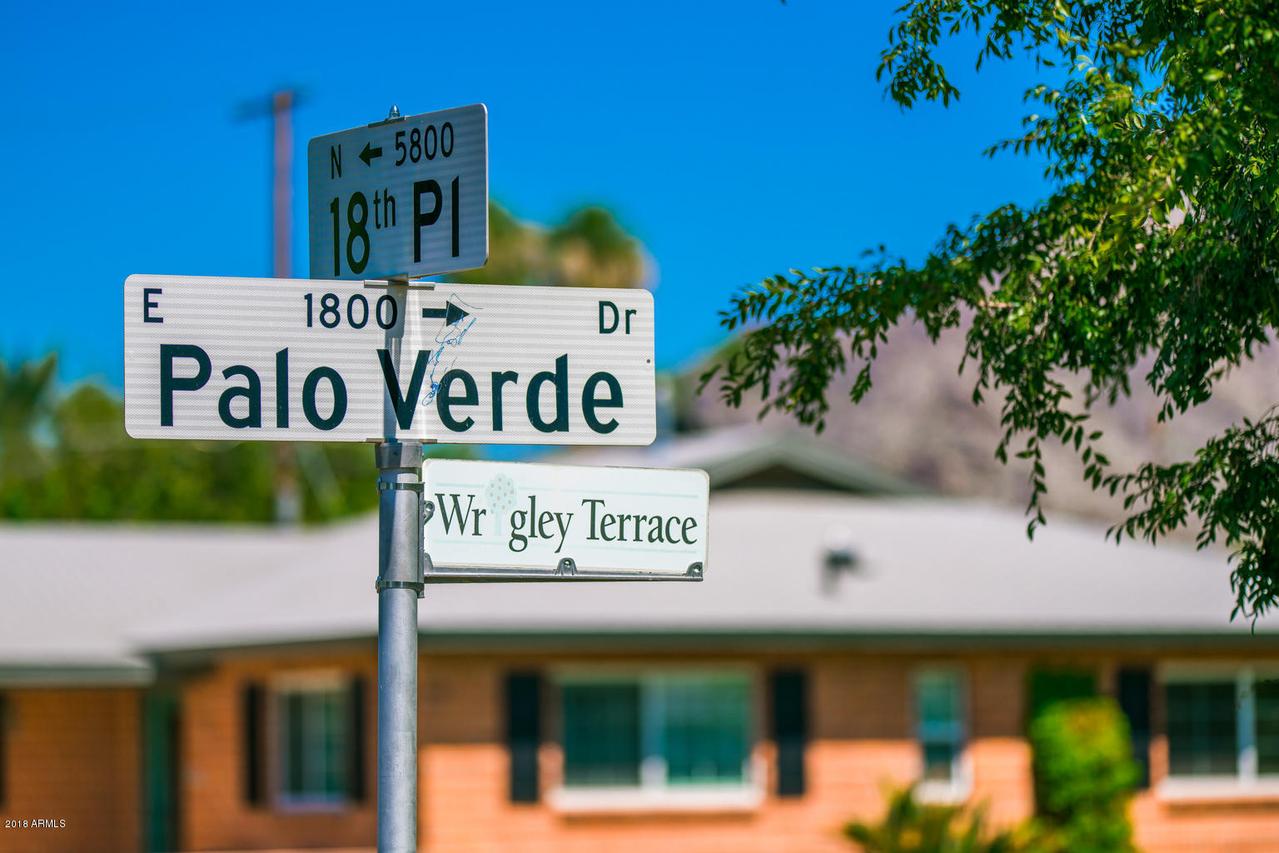 N ← 5800
18th Pl
E 1800 → Dr
Palo Verde
Wrigley Terrace
2018 ARMLS